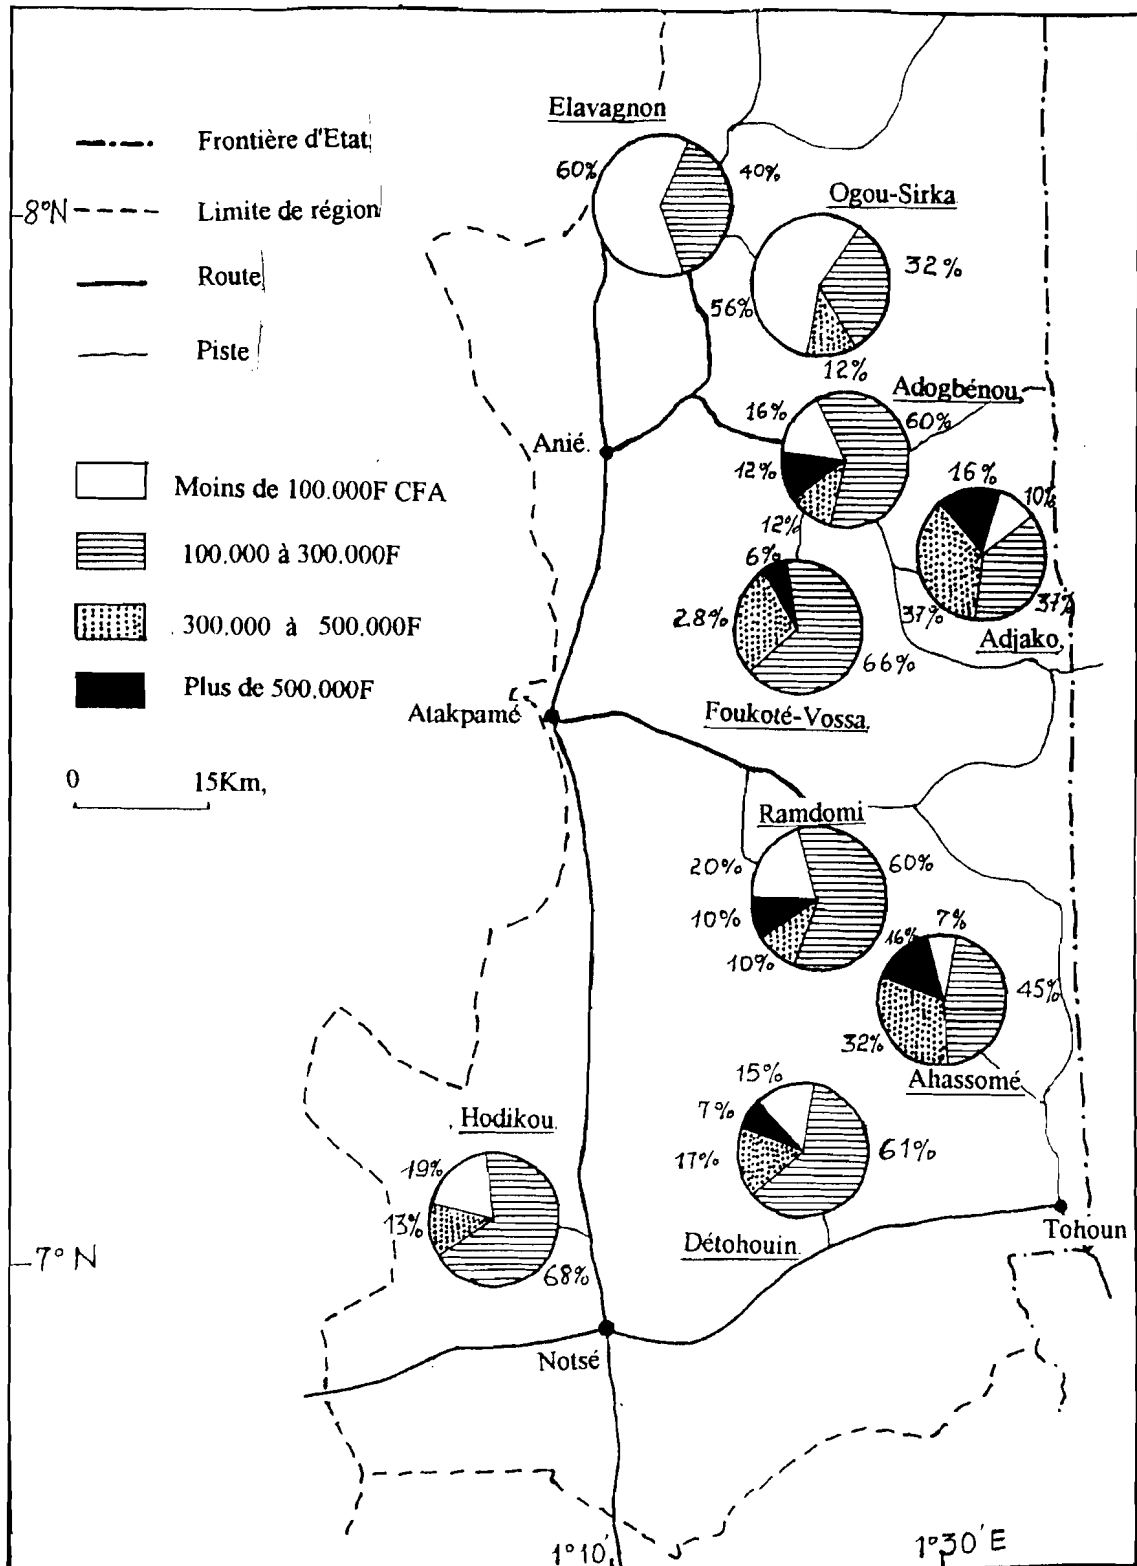 Elavagnon
Frontière d'Etat
60%
40%
Ogou-Sirka
8°N
Limite de région
32%
Route
56%
Piste
12%
Adogbénou
16%
60%
Anié.
12%
16%
10%
Moins de 100.000F CFA
12%
100.000 à 300.000F
6%
37%
37%
2.8%
300.000 à 500.000F
Adjako
66%
Plus de 500.000F
Atakpamé
Foukoté-Vossa
0 15Km,
Ramdomi
20%
60%
10%
7%
16%
10%
45%
32%
Ahassomé
15%
Hodikou
7%
61%
19%
17%
13%
Détohouin
Tohoun
7° N
68%
Notsé
1°10'
1°30'E